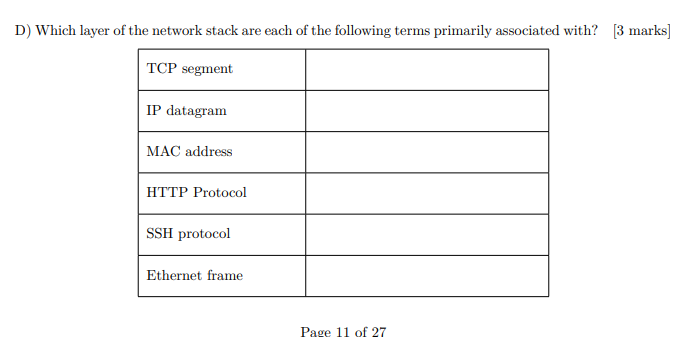 D) Which layer of the network stack are each of the following terms primarily associated with? [3 marks]
TCP segment
IP datagram
MAC address
HTTP Protocol
SSH protocol
Ethernet frame
Page 11 of 27